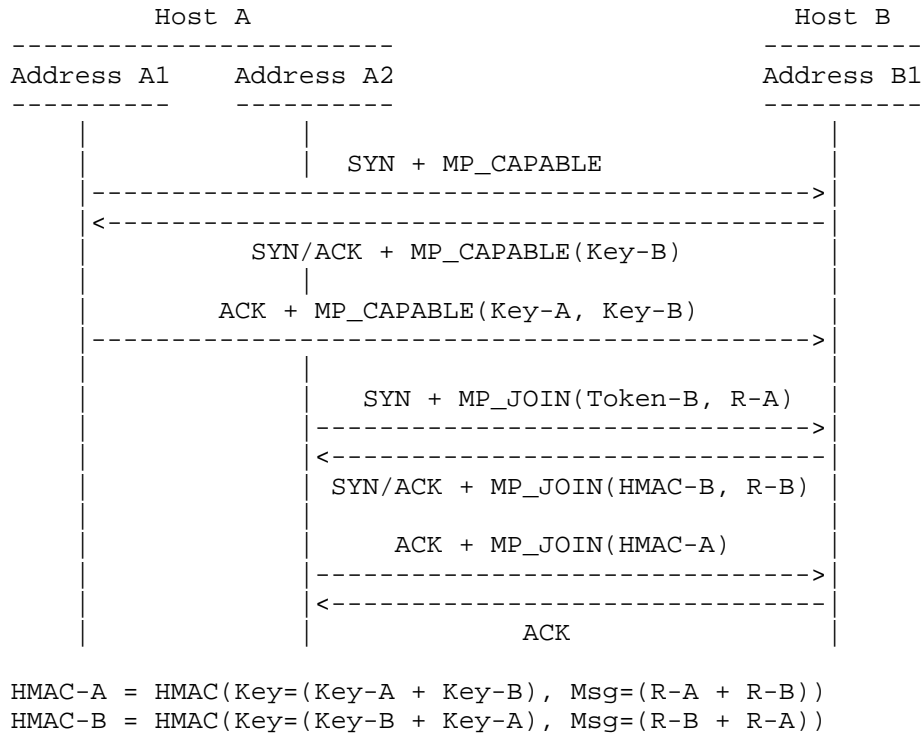 Host A Host B
Address A1 Address A2 Address B1
SYN + MP_CAPABLE
SYN/ACK + MP_CAPABLE(Key-B)
ACK + MP_CAPABLE(Key-A, Key-B)
SYN + MP_JOIN(Token-B, R-A)
SYN/ACK + MP_JOIN(HMAC-B, R-B)
ACK + MP_JOIN(HMAC-A)
ACK
HMAC-A = HMAC(Key=(Key-A + Key-B), Msg=(R-A + R-B))
HMAC-B = HMAC(Key=(Key-B + Key-A), Msg=(R-B + R-A))